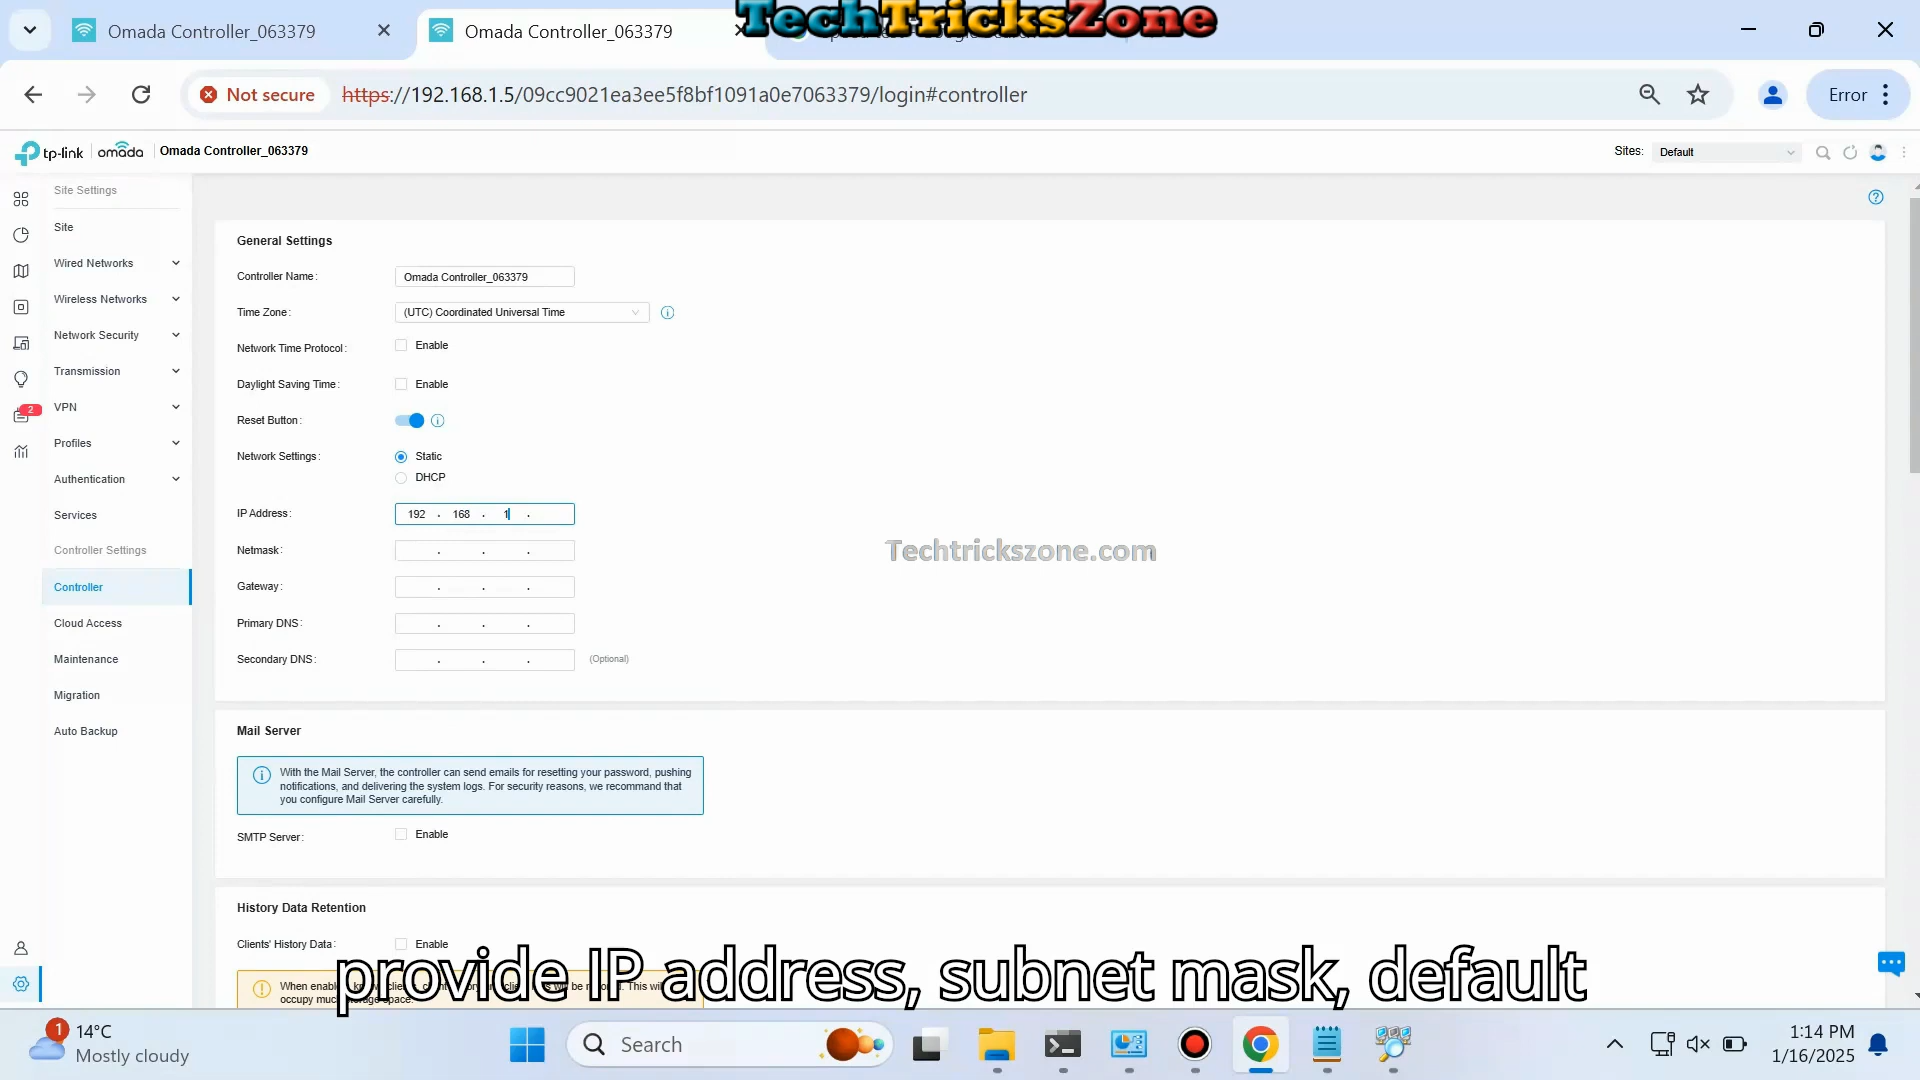 TechTricksZone
Omada Controller_063379
Omada Controller_063379
Not secure
https://192.168.1.5/09cc9021ea3ee5f8bf1091a0e7063379/login#controller
Error
tp-link
omada
Omada Controller_063379
Sites:
Default
Site Settings
Site
Wired Networks
Wireless Networks
Network Security
Transmission
2
VPN
Profiles
Authentication
Services
Controller Settings
Controller
Cloud Access
Maintenance
Migration
Auto Backup
General Settings
Controller Name:
Omada Controller_063379
Time Zone:
(UTC) Coordinated Universal Time
Network Time Protocol:
Enable
Daylight Saving Time:
Enable
Reset Button:
Network Settings:
Static
DHCP
IP Address:
192 . 168 . 1 .
Netmask:
. . .
Gateway:
. . .
Primary DNS:
. . .
Secondary DNS:
. . .
(Optional)
Techtrickszone.com
Mail Server
With the Mail Server, the controller can send emails for resetting your password, pushing
notifications, and delivering the system logs. For security reasons, we recommend that
you configure Mail Server carefully.
SMTP Server:
Enable
History Data Retention
Clients' History Data:
Enable
When
occupy
space.
provide IP address, subnet mask, default
1
14°C
Mostly cloudy
Search
1:14 PM
1/16/2025